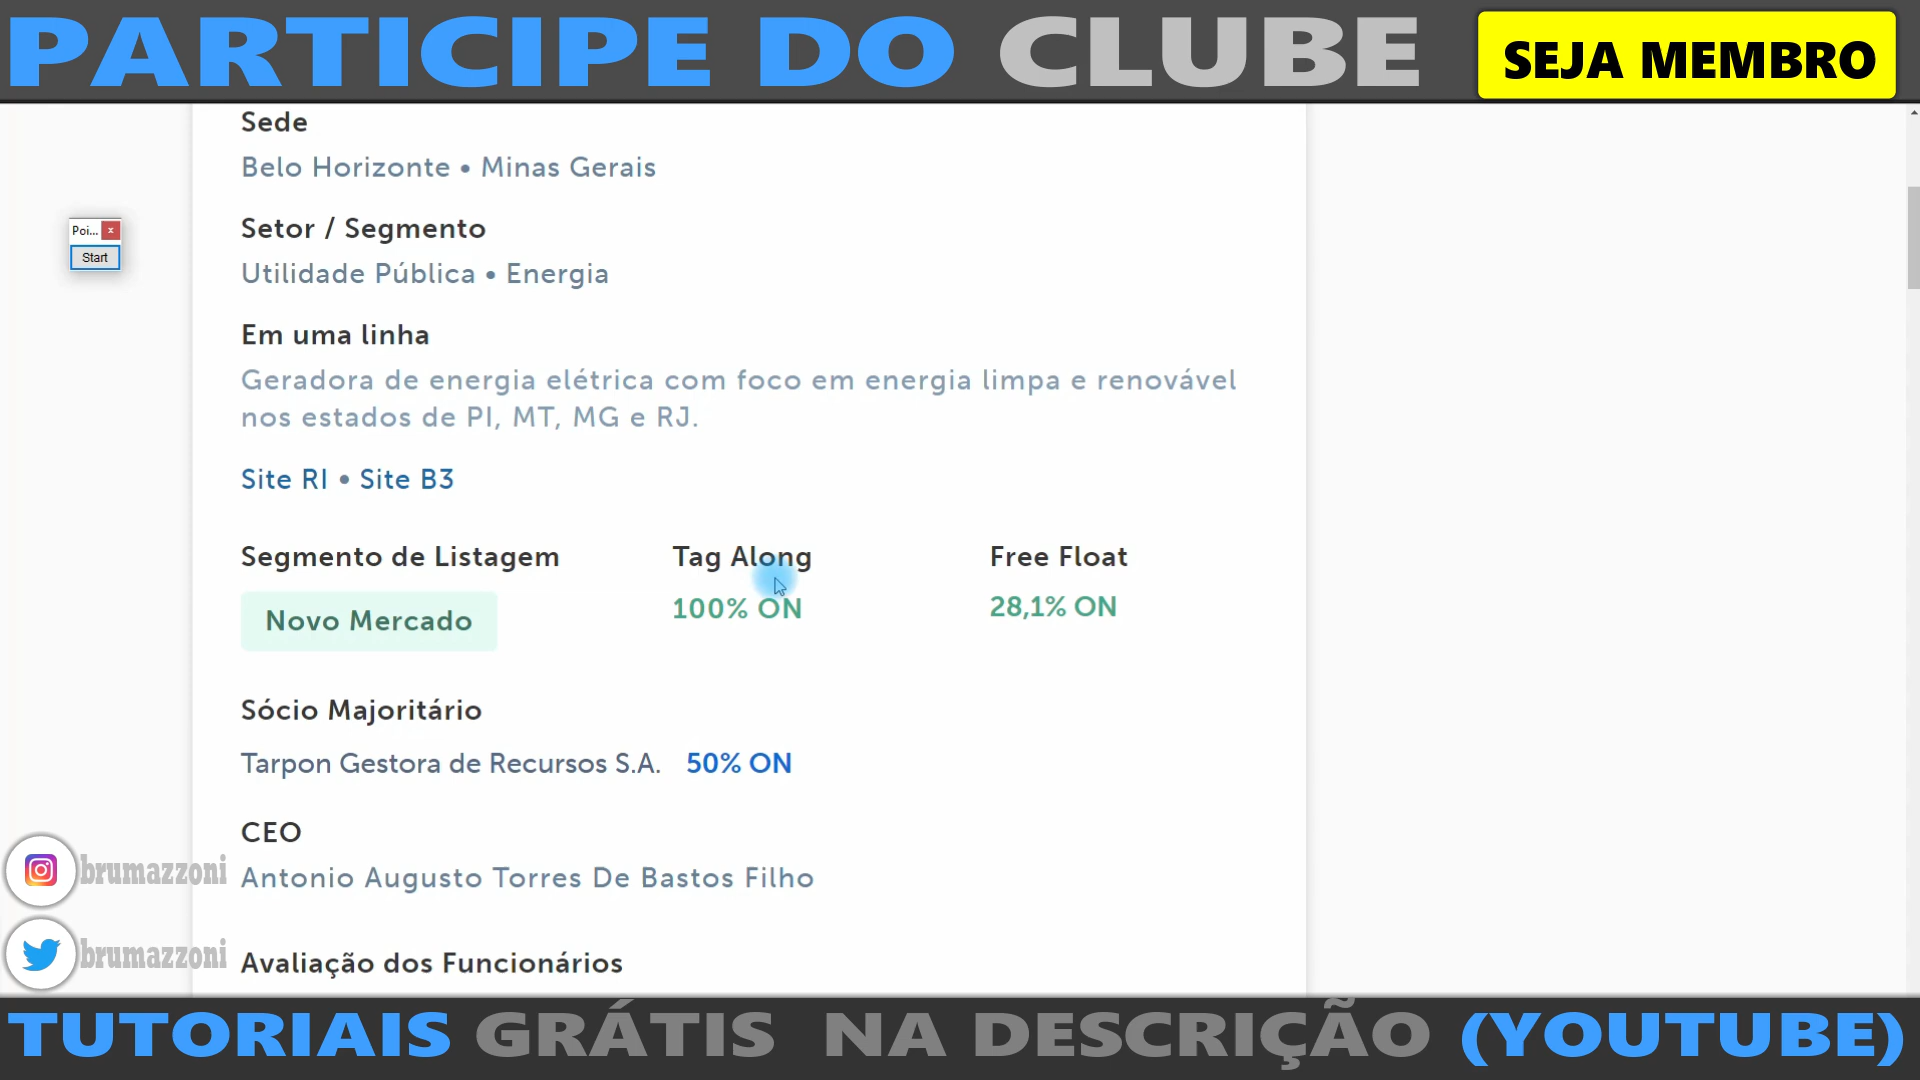 PARTICIPE DO CLUBE
SEJA MEMBRO
Sede
Belo Horizonte • Minas Gerais
Setor / Segmento
Utilidade Pública • Energia
Poi...
x
Start
Em uma linha
Geradora de energia elétrica com foco em energia limpa e renovável
nos estados de PI, MT, MG e RJ.
Site RI • Site B3
Segmento de Listagem
Novo Mercado
Tag Along
100% ON
Free Float
28,1% ON
Sócio Majoritário
Tarpon Gestora de Recursos S.A. 50% ON
CEO
Antonio Augusto Torres De Bastos Filho
brumazzoni
brumazzoni
Avaliação dos Funcionários
TUTORIAIS GRÁTIS NA DESCRIÇÃO (YOUTUBE)